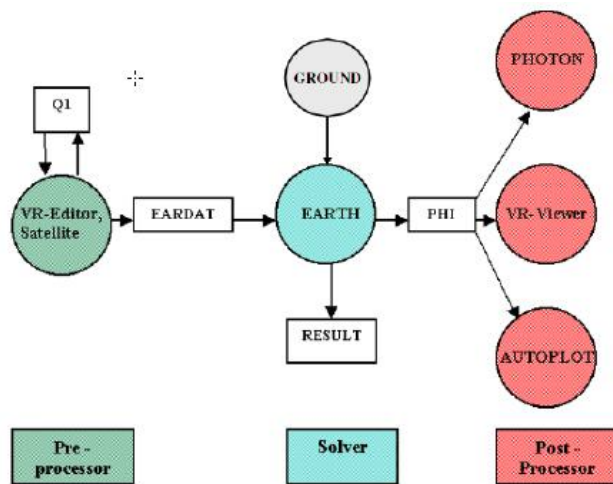 PHOTON
GROUND
Q1
VR-Editor,
Satellite
EARDAT
EARTH
PHI
VR-Viewer
RESULT
AUTOPLOT
Pre -
processor
Solver
Post -
Processor